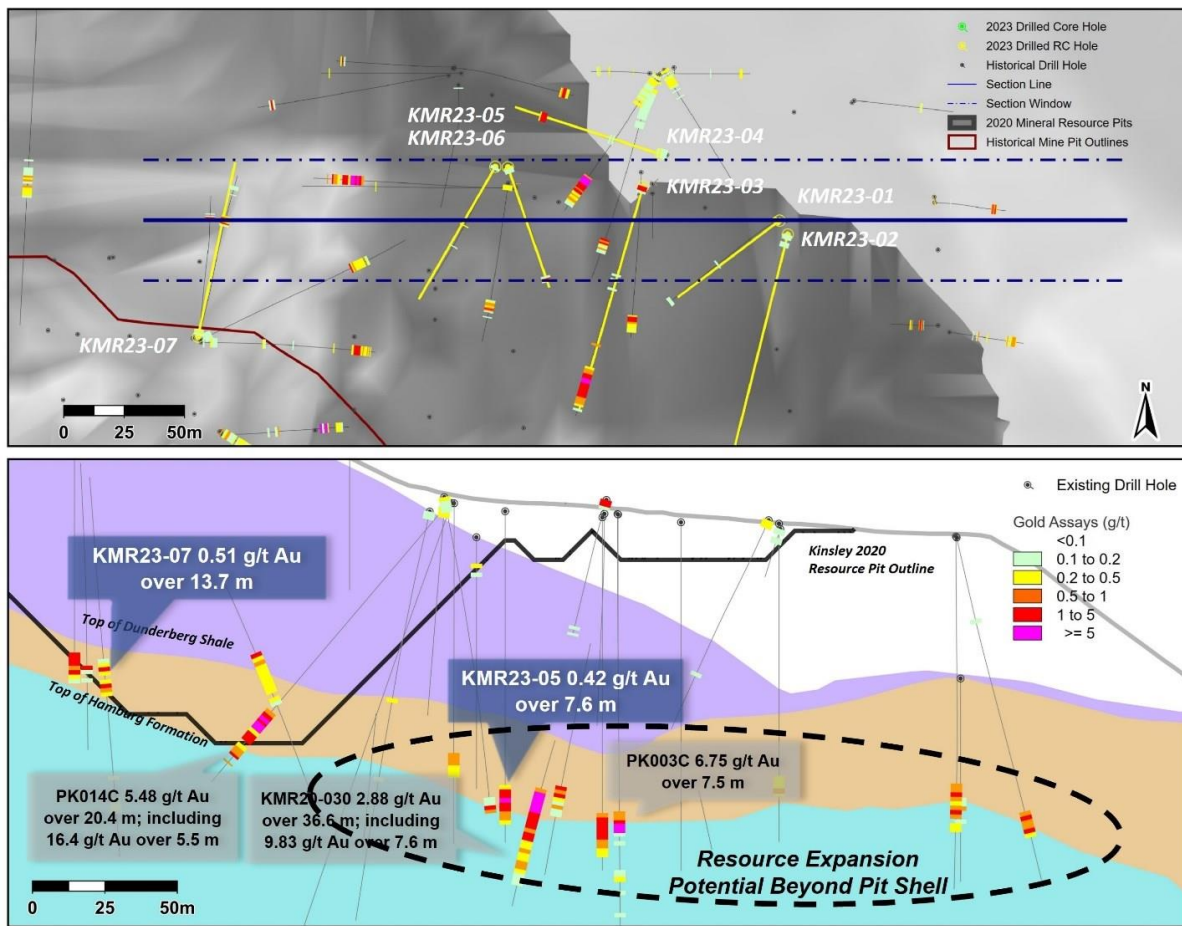 2023 Drilled Core Hole
2023 Drilled RC Hole
Historical Drill Hole
Section Line
Section Window
2020 Mineral Resource Pits
Historical Mine Pit Outlines
KMR23-05
KMR23-06
KMR23-04
KMR23-03
KMR23-01
KMR23-02
KMR23-07
0 25 50m
N
Existing Drill Hole
Gold Assays (g/t)
<0.1
0.1 to 0.2
0.2 to 0.5
0.5 to 1
1 to 5
>= 5
Kinsley 2020
Resource Pit Outline
KMR23-07 0.51 g/t Au
over 13.7 m
Top of Dunderberg Shale
KMR23-05 0.42 g/t Au
over 7.6 m
Top of Hamburg Formation
PK003C 6.75 g/t Au
over 7.5 m
PK014C 5.48 g/t Au
over 20.4 m; including
16.4 g/t Au over 5.5 m
KMR20-030 2.88 g/t Au
over 36.6 m; including
9.83 g/t Au over 7.6 m
Resource Expansion
Potential Beyond Pit Shell
0 25 50m